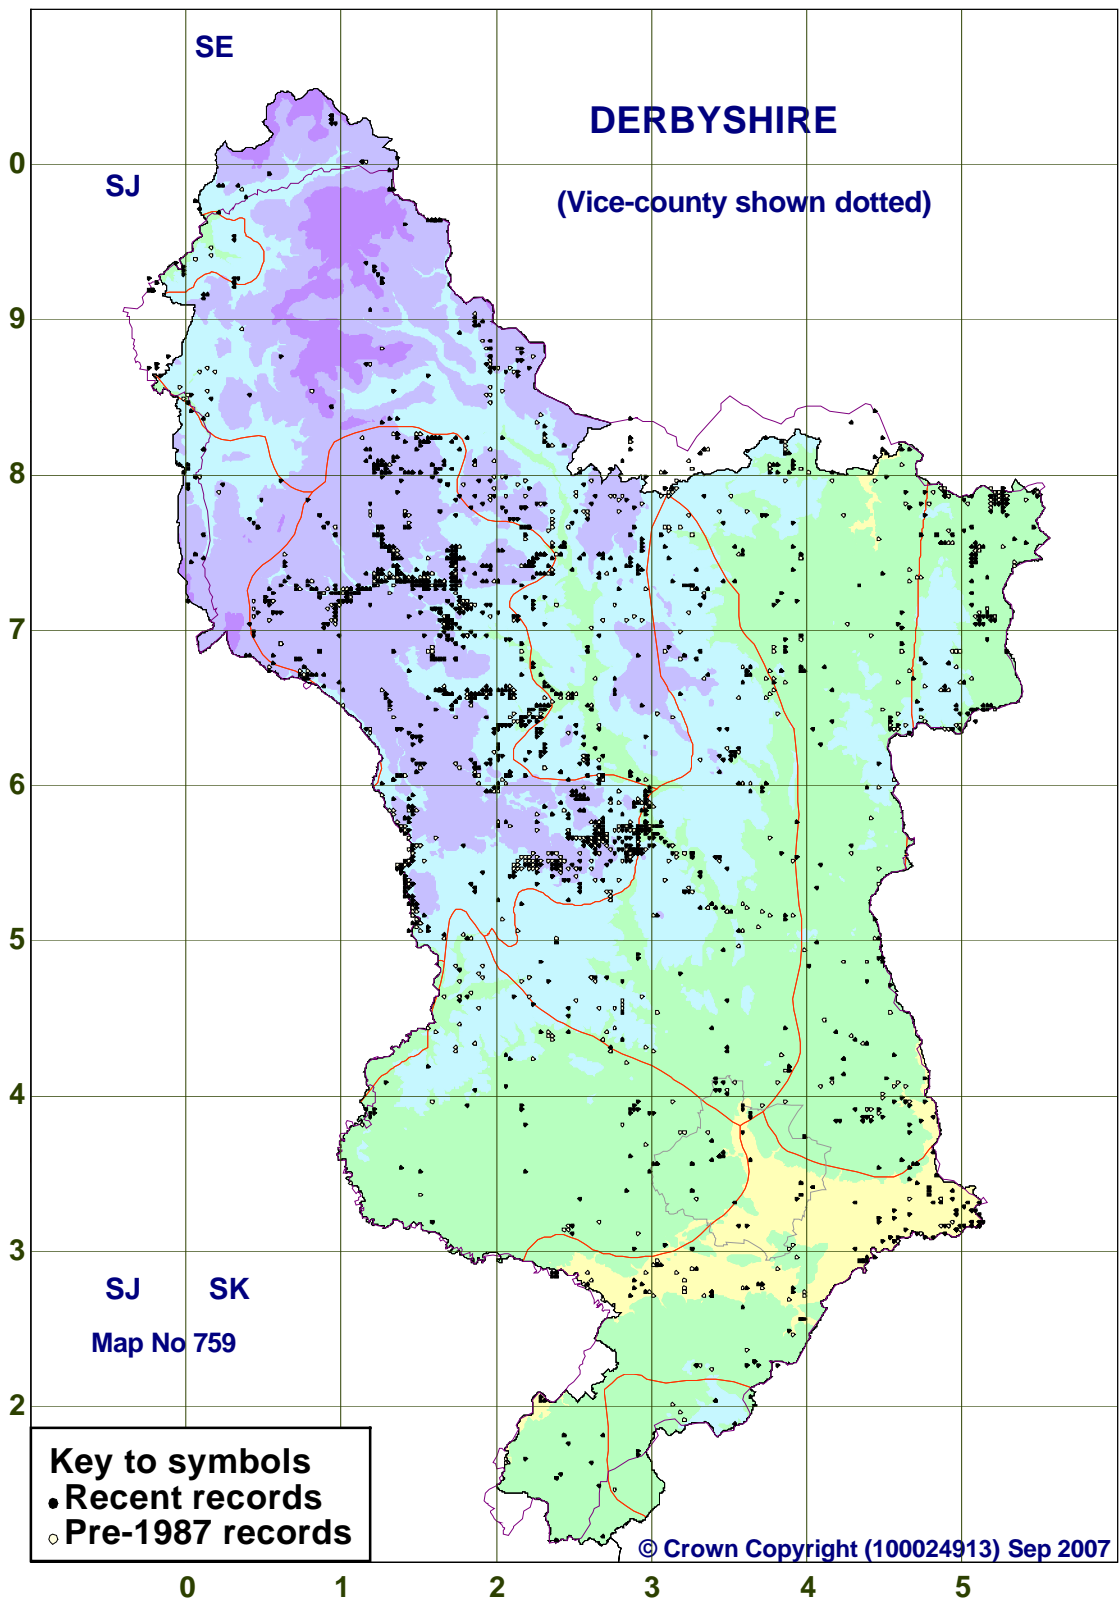 SE
DERBYSHIRE
0
SJ
(Vice-county shown dotted)
9
8
7
6
5
4
3
SJ SK
Map No 759
2
Key to symbols
Recent records
Pre-1987 records
© Crown Copyright (100024913) Sep 2007
0 1 2 3 4 5